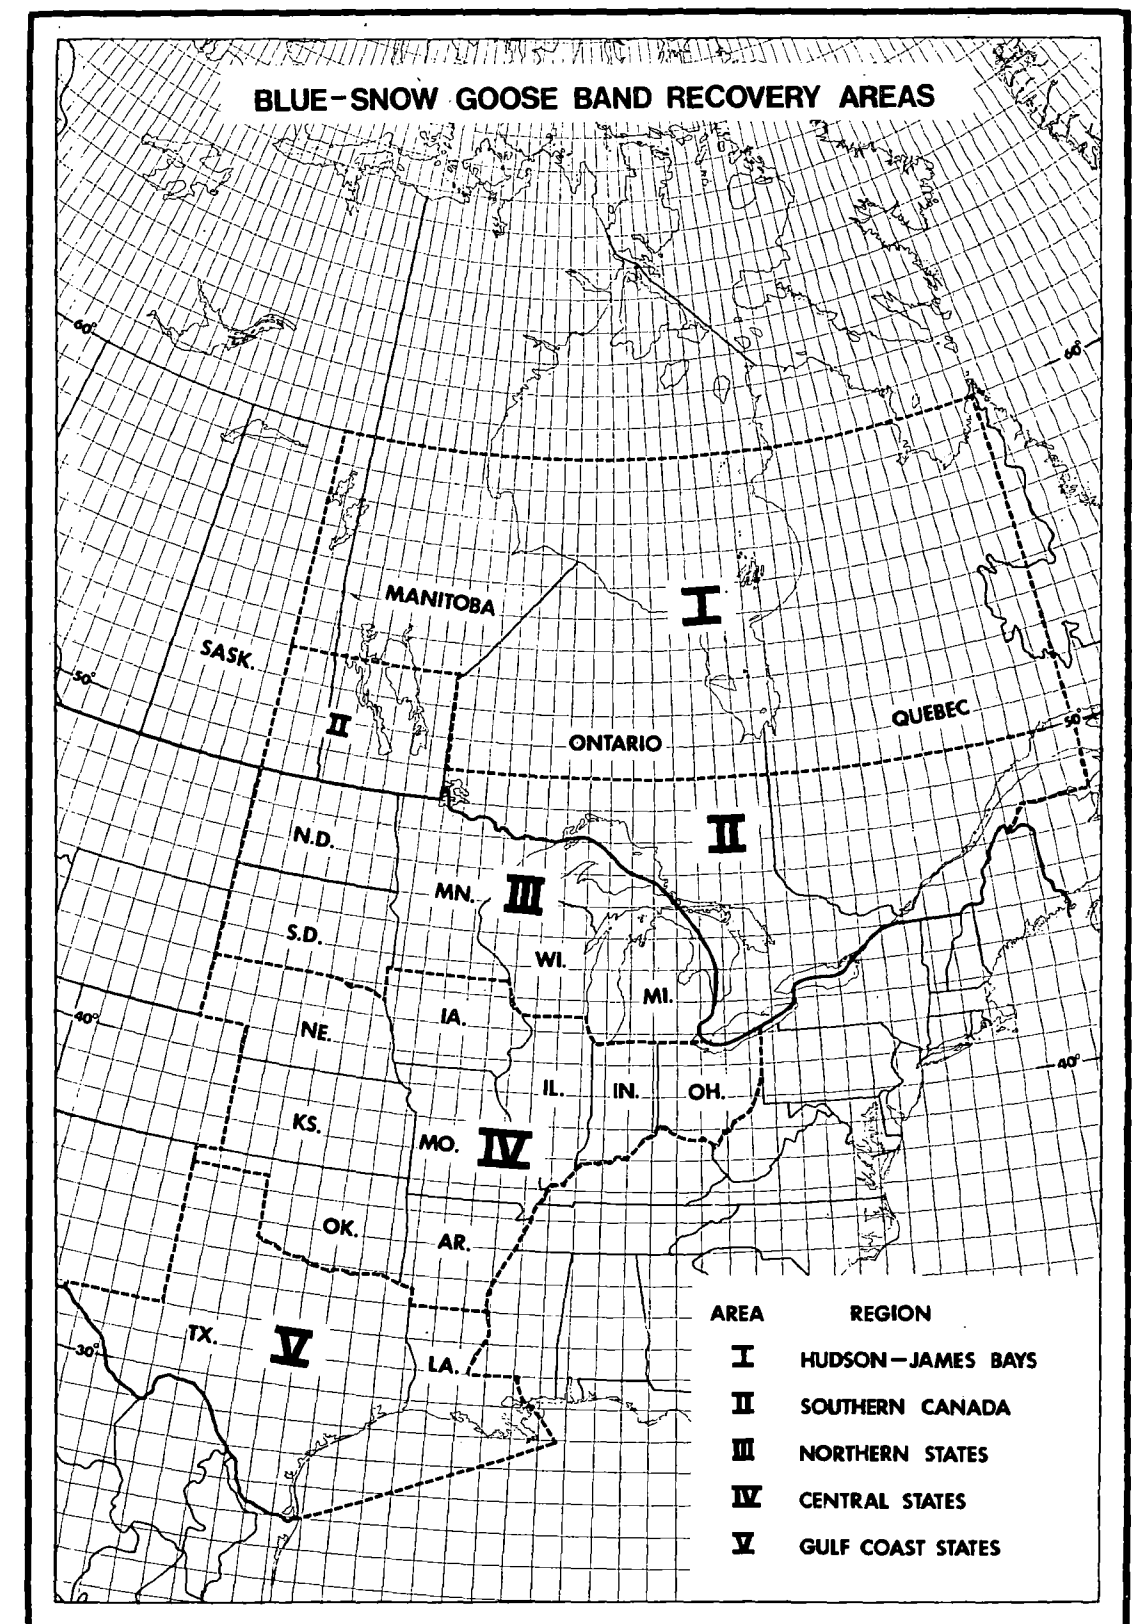 BLUE-SNOW GOOSE BAND RECOVERY AREAS
60°
60°
MANITOBA
I
SASK.
50°
II
QUEBEC
50°
ONTARIO
II
N.D.
MN.
III
S.D.
WI.
MI.
40°
NE.
IA.
40°
IL.
IN.
OH.
KS.
MO.
IV
OK.
AR.
AREA REGION
TX.
V
30°
LA.
I HUDSON-JAMES BAYS
II SOUTHERN CANADA
III NORTHERN STATES
IV CENTRAL STATES
V GULF COAST STATES